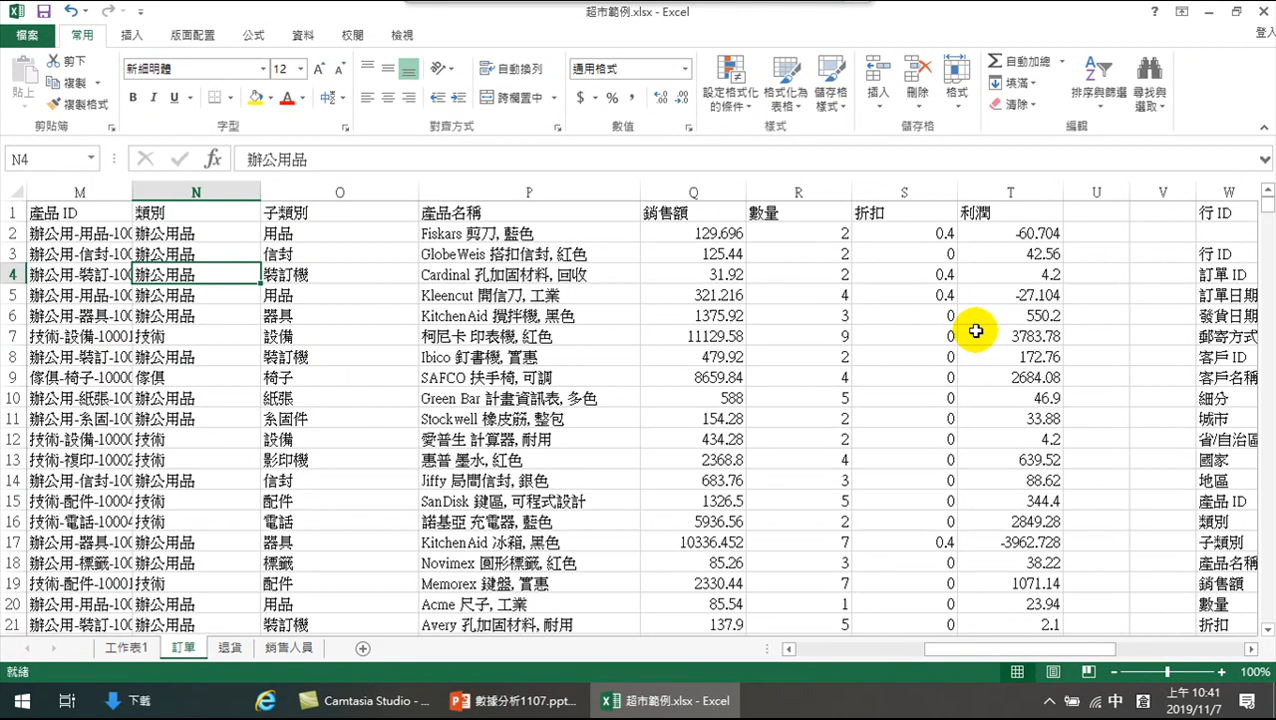 超市範例.xlsx - Excel
?
檔案 常用 插入 版面配置 公式 資料 校閱 檢視 登入
貼上 剪下 複製 複製格式 剪貼簿
新細明體 12 A A B I U A 中 字型
自動換列 跨欄置中 對齊方式
通用格式 $ % , 數值
設定格式化的條件 格式化為表格 儲存格樣式 樣式
插入 刪除 格式 儲存格
自動加總 填滿 清除 排序與篩選 尋找與選取 編輯
N4 fx 辦公用品
M N O P Q R S T U V W
1 產品 ID 類別 子類別 產品名稱 銷售額 數量 折扣 利潤 行 ID
2 辦公用-用品-100 辦公用品 用品 Fiskars 剪刀, 藍色 129.696 2 0.4 -60.704
3 辦公用-信封-100 辦公用品 信封 GlobeWeis 搭扣信封, 紅色 125.44 2 0 42.56 行 ID
4 辦公用-裝訂-100 辦公用品 裝訂機 Cardinal 孔加固材料, 回收 31.92 2 0.4 4.2 訂單 ID
5 辦公用-用品-100 辦公用品 用品 Kleencut 開信刀, 工業 321.216 4 0.4 -27.104 訂單日期
6 辦公用-器具-100 辦公用品 器具 KitchenAid 攪拌機, 黑色 1375.92 3 0 550.2 發貨日期
7 技術-設備-10001 技術 設備 柯尼卡 印表機, 紅色 11129.58 9 0 3783.78 郵寄方式
8 辦公用-裝訂-100 辦公用品 裝訂機 Ibico 釘書機, 實惠 479.92 2 0 172.76 客戶 ID
9 傢俱-椅子-10000 傢俱 椅子 SAFCO 扶手椅, 可調 8659.84 4 0 2684.08 客戶名稱
10 辦公用-紙張-100 辦公用品 紙張 Green Bar 計畫資訊表, 多色 588 5 0 46.9 細分
11 辦公用-系固-100 辦公用品 系固件 Stockwell 橡皮筋, 整包 154.28 2 0 33.88 城市
12 技術-設備-10000 技術 設備 愛普生 計算器, 耐用 434.28 2 0 4.2 省/自治區
13 技術-複印-10002 技術 影印機 惠普 墨水, 紅色 2368.8 4 0 639.52 國家
14 辦公用-信封-100 辦公用品 信封 Jiffy 局間信封, 銀色 683.76 3 0 88.62 地區
15 技術-配件-10004 技術 配件 SanDisk 鍵區, 可程式設計 1326.5 5 0 344.4 產品 ID
16 技術-電話-10004 技術 電話 諾基亞 充電器, 藍色 5936.56 2 0 2849.28 類別
17 辦公用-器具-100 辦公用品 器具 KitchenAid 冰箱, 黑色 10336.452 7 0.4 -3962.728 子類別
18 辦公用-標籤-100 辦公用品 標籤 Novimex 圓形標籤, 紅色 85.26 3 0 38.22 產品名稱
19 技術-配件-10001 技術 配件 Memorex 鍵盤, 實惠 2330.44 7 0 1071.14 銷售額
20 辦公用-用品-100 辦公用品 用品 Acme 尺子, 工業 85.54 1 0 23.94 數量
21 辦公用-裝訂-100 辦公用品 裝訂機 Avery 孔加固材料, 耐用 137.9 5 0 2.1 折扣
工作表1 訂單 退貨 銷售人員
就緒 100%
下載 Camtasia Studio - ... 數據分析1107.ppt... 超市範例.xlsx - Excel 中 倉 上午 10:41
2019/11/7